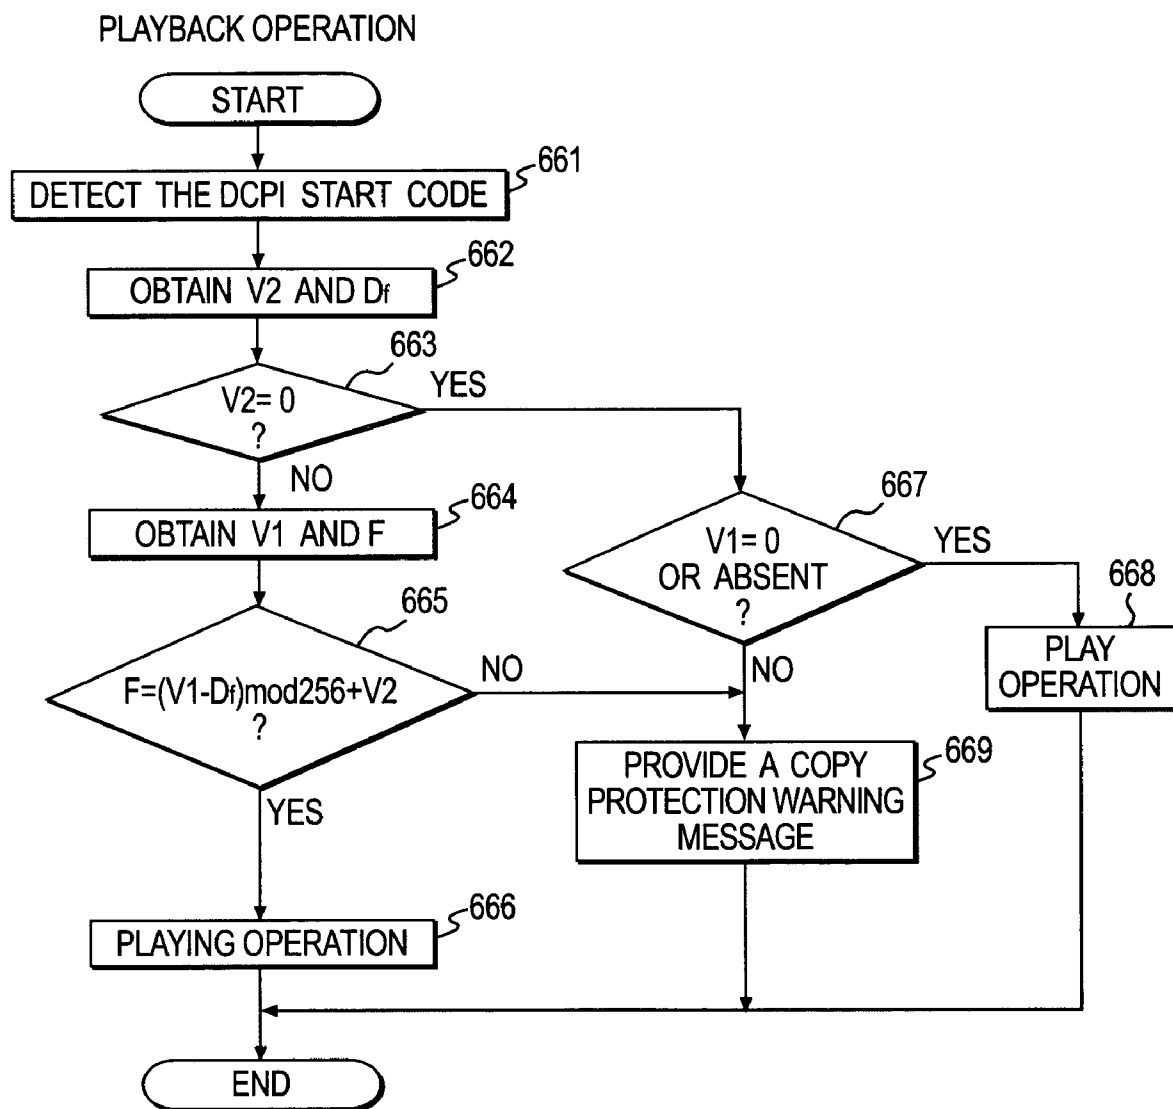 PLAYBACK OPERATION
START
661
DETECT THE DCPI START CODE
662
OBTAIN V2 AND Df
663
V2= 0
?
YES
NO
664
OBTAIN V1 AND F
667
V1= 0
OR ABSENT
?
YES
NO
668
PLAY
OPERATION
665
F=(V1-Df)mod256+V2
?
NO
YES
669
PROVIDE A COPY
PROTECTION WARNING
MESSAGE
666
PLAYING OPERATION
END